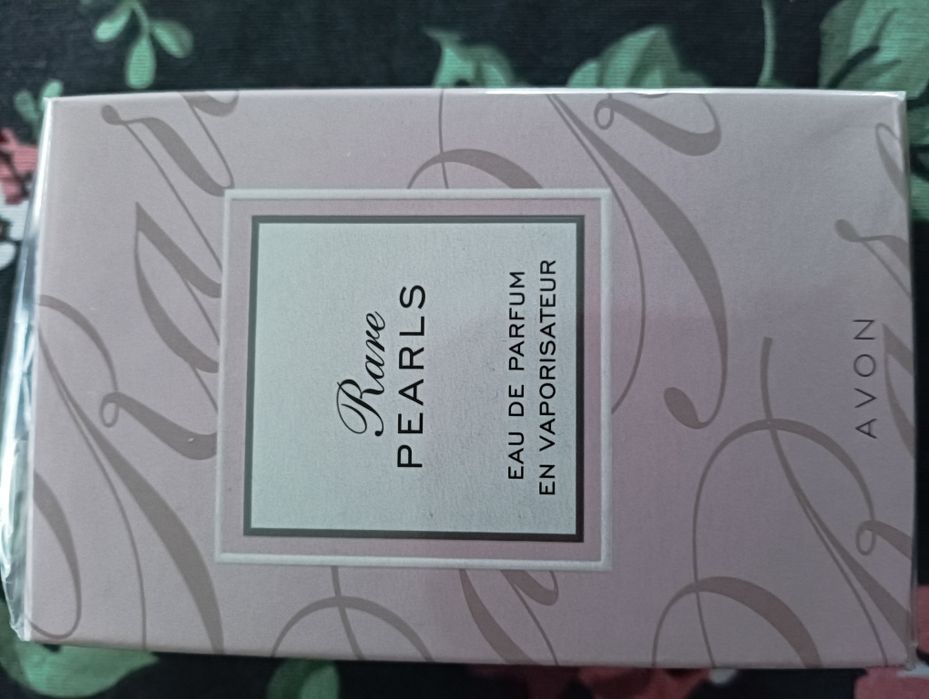 Rare
PEARLS
EAU DE PARFUM
EN VAPORISATEUR
AVON